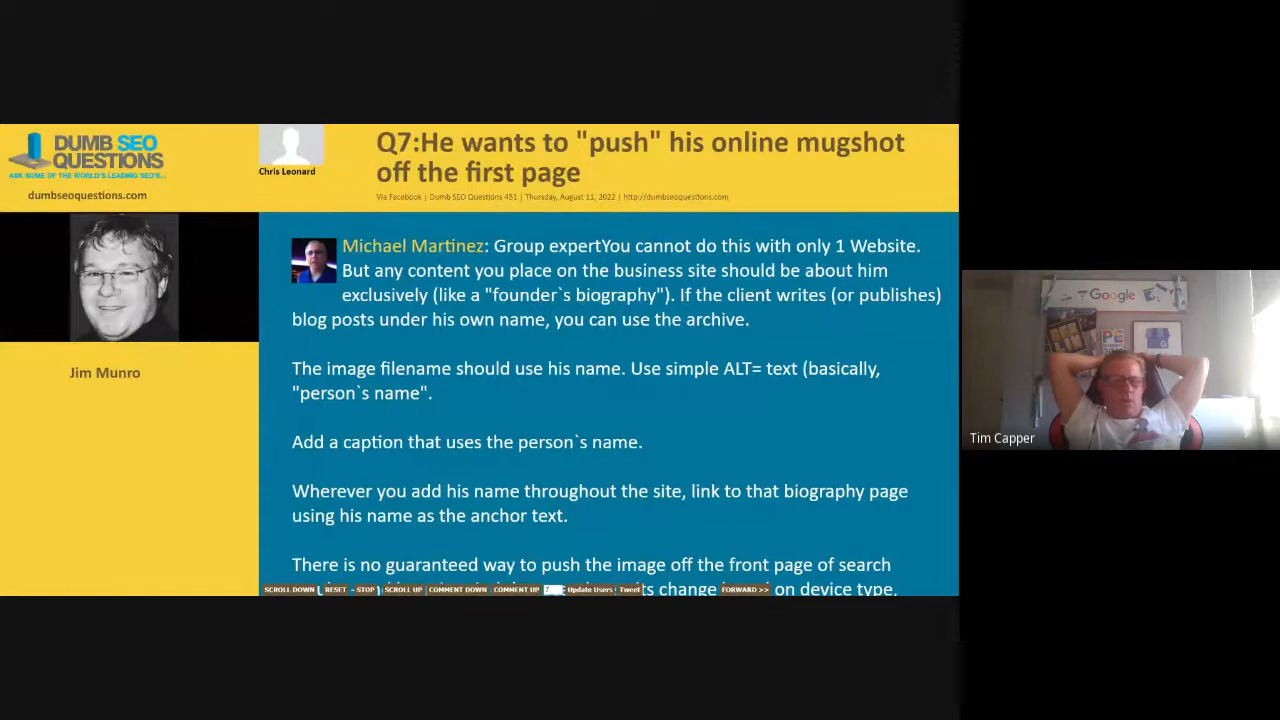 DUMB SEO
QUESTIONS
ASK SOME OF THE WORLD'S LEADING SEO'S...
dumbseoquestions.com
Chris Leonard
Q7:He wants to "push" his online mugshot
off the first page
Via Facebook | Dumb SEO Questions 451 | Thursday, August 11, 2022 | http://dumbseoquestions.com
Jim Munro
Michael Martinez: Group expertYou cannot do this with only 1 Website.
But any content you place on the business site should be about him
exclusively (like a "founder`s biography"). If the client writes (or publishes)
blog posts under his own name, you can use the archive.
The image filename should use his name. Use simple ALT= text (basically,
"person`s name".
Add a caption that uses the person`s name.
Wherever you add his name throughout the site, link to that biography page
using his name as the anchor text.
There is no guaranteed way to push the image off the front page of search
change on device type,
SCROLL DOWN RESET - STOP SCROLL UP COMMENT DOWN COMMENT UP 7 Update Users Tweet FORWARD >>
Google
PE
Tim Capper